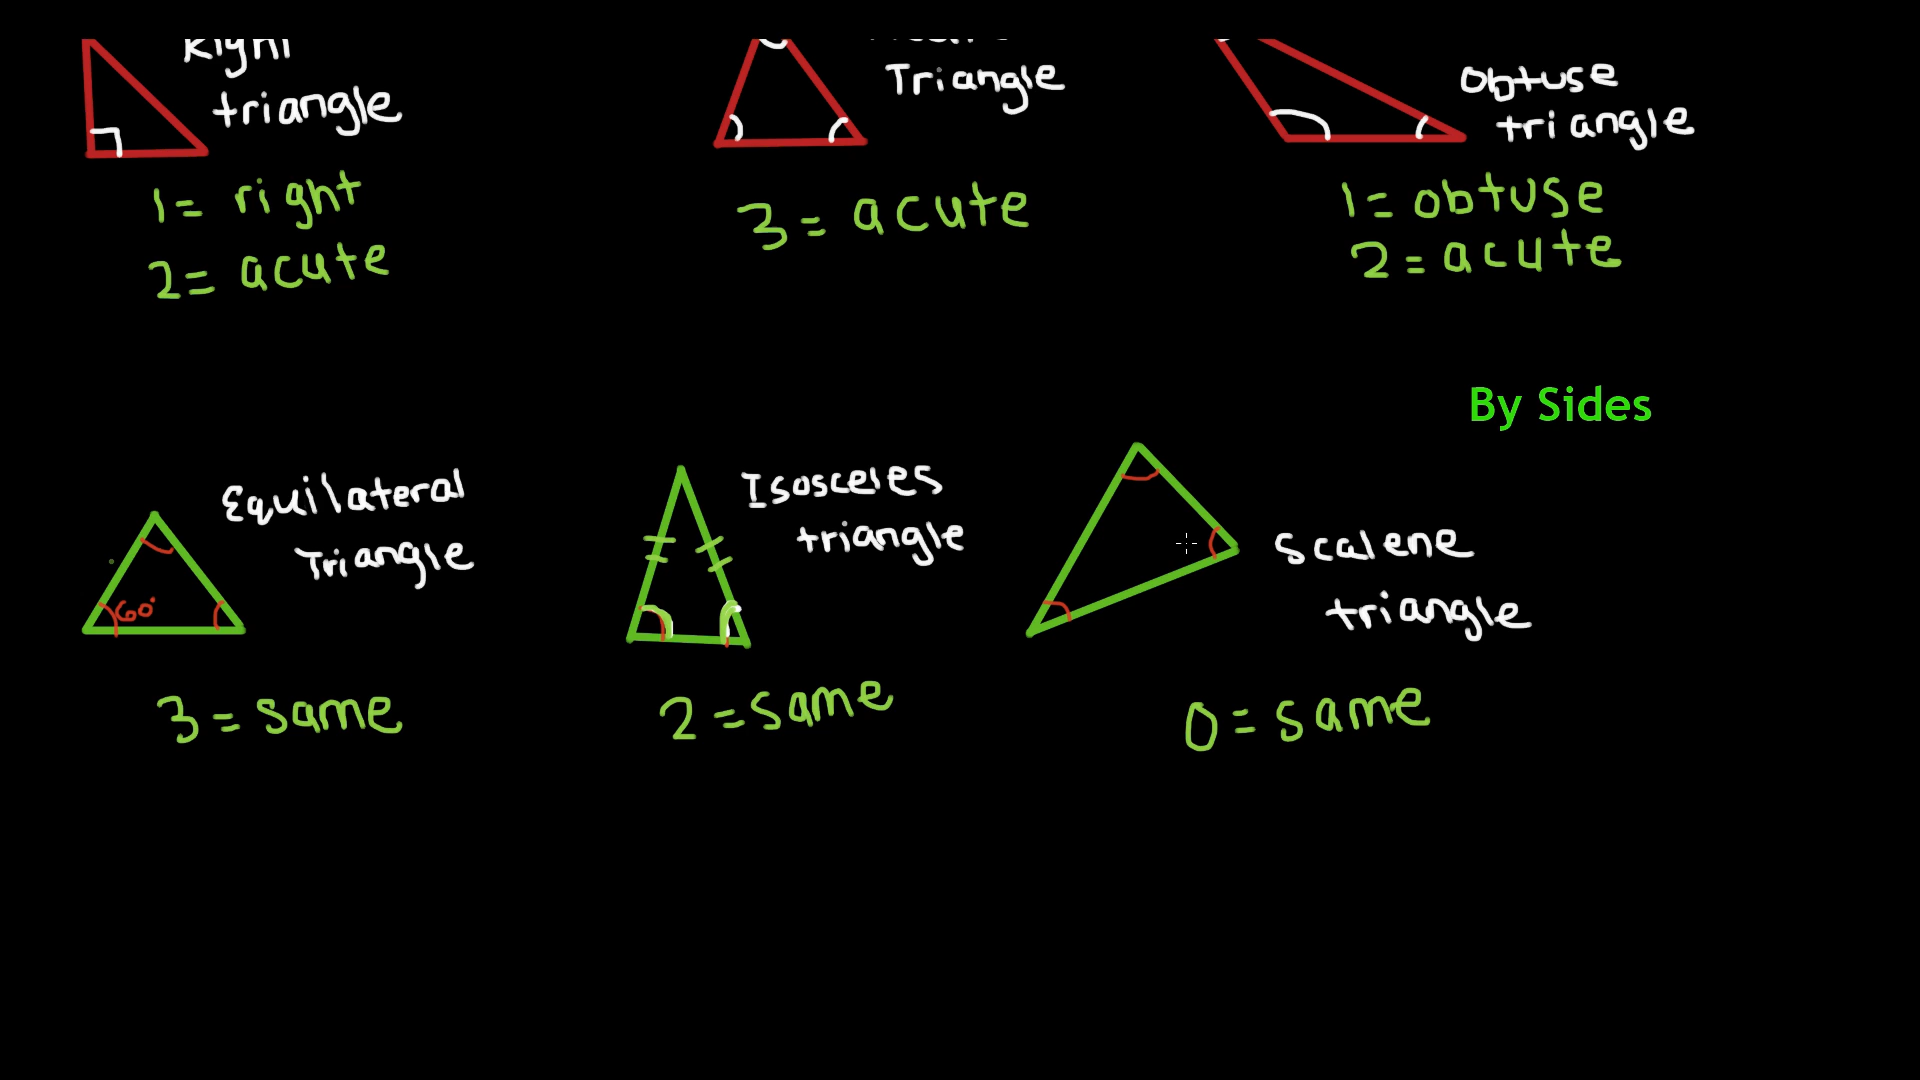 Right
triangle
1= right
2= acute
Triangle
3= acute
Obtuse
triangle
1= obtuse
2= acute
By Sides
Equilateral
Triangle
60°
3= same
Isosceles
triangle
2= same
Scalene
triangle
0= same